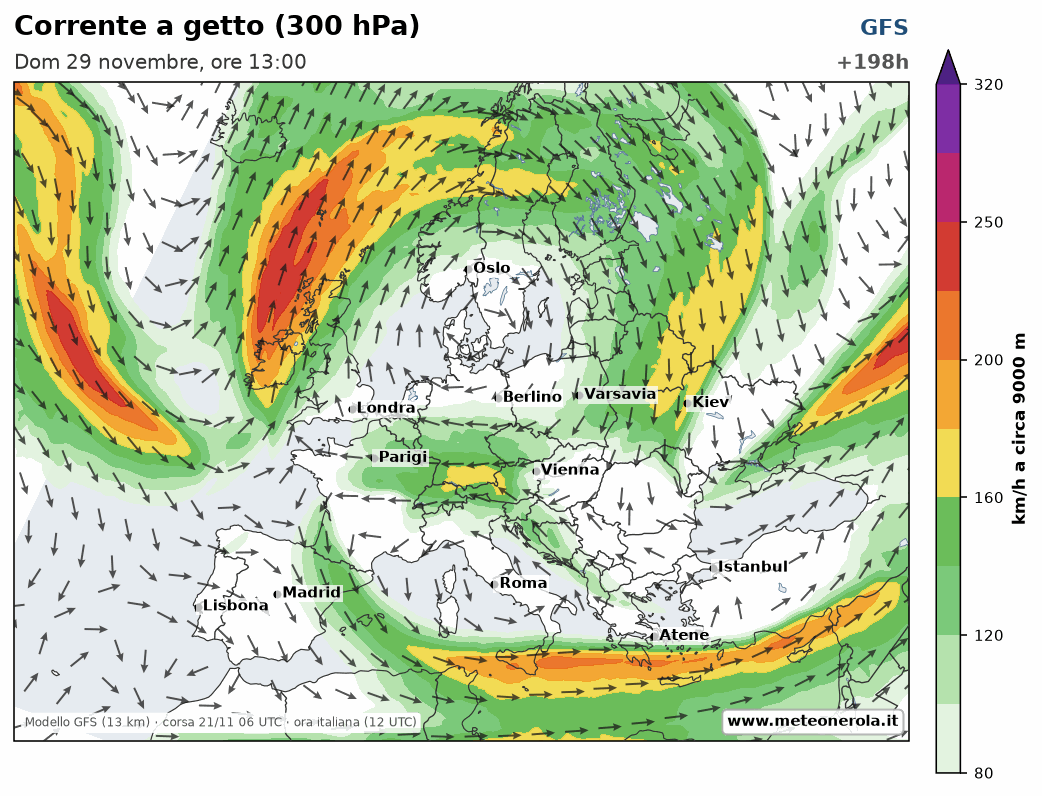 Corrente a getto (300 hPa)
GFS
Dom 29 novembre, ore 13:00
+198h
320
250
200
160
120
80
km/h a circa 9000 m
Oslo
Londra
Berlino
Varsavia
Kiev
Parigi
Vienna
Istanbul
Roma
Madrid
Lisbona
Atene
Modello GFS (13 km) · corsa 21/11 06 UTC · ora italiana (12 UTC)
www.meteonerola.it